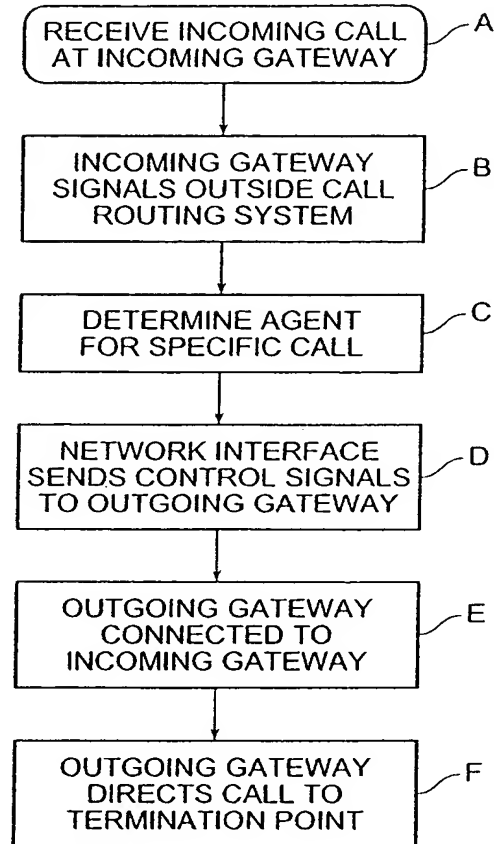 RECEIVE INCOMING CALL
AT INCOMING GATEWAY
A
INCOMING GATEWAY
SIGNALS OUTSIDE CALL
ROUTING SYSTEM
B
DETERMINE AGENT
FOR SPECIFIC CALL
C
NETWORK INTERFACE
SENDS CONTROL SIGNALS
TO OUTGOING GATEWAY
D
OUTGOING GATEWAY
CONNECTED TO
INCOMING GATEWAY
E
OUTGOING GATEWAY
DIRECTS CALL TO
TERMINATION POINT
F